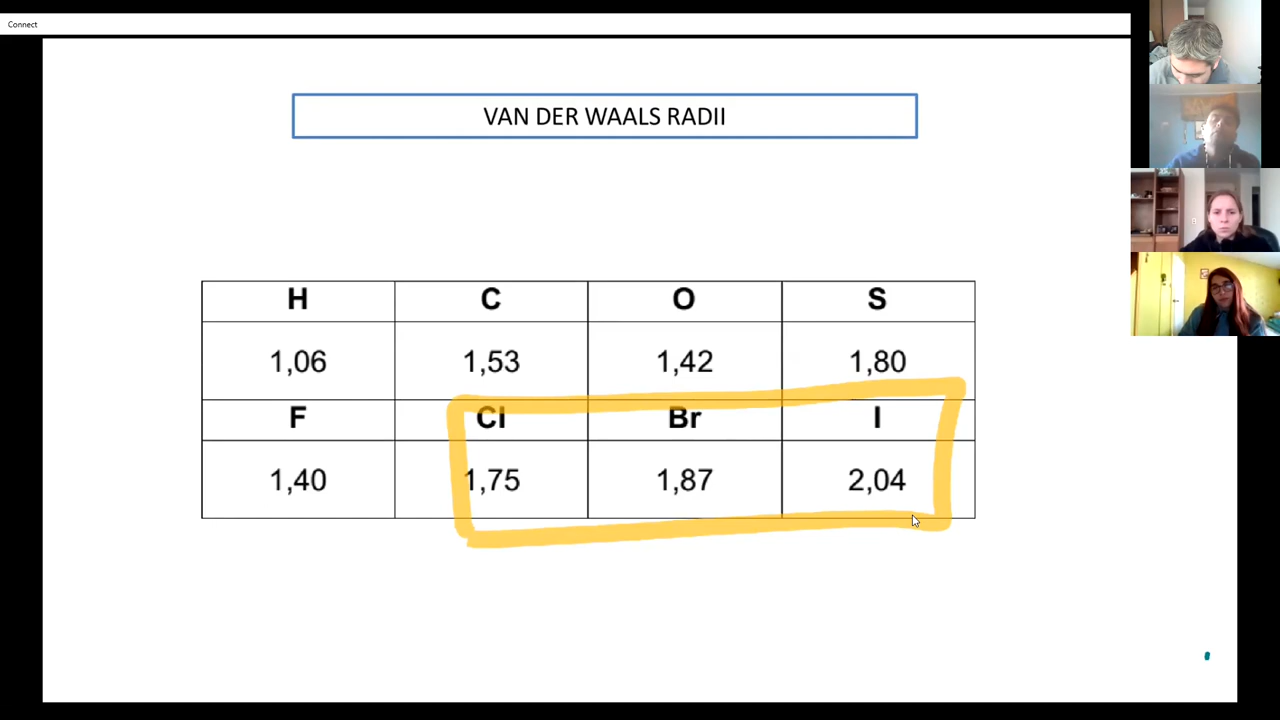 Connect
VAN DER WAALS RADII
H C O S
1,06 1,53 1,42 1,80
F Cl Br I
1,40 1,75 1,87 2,04